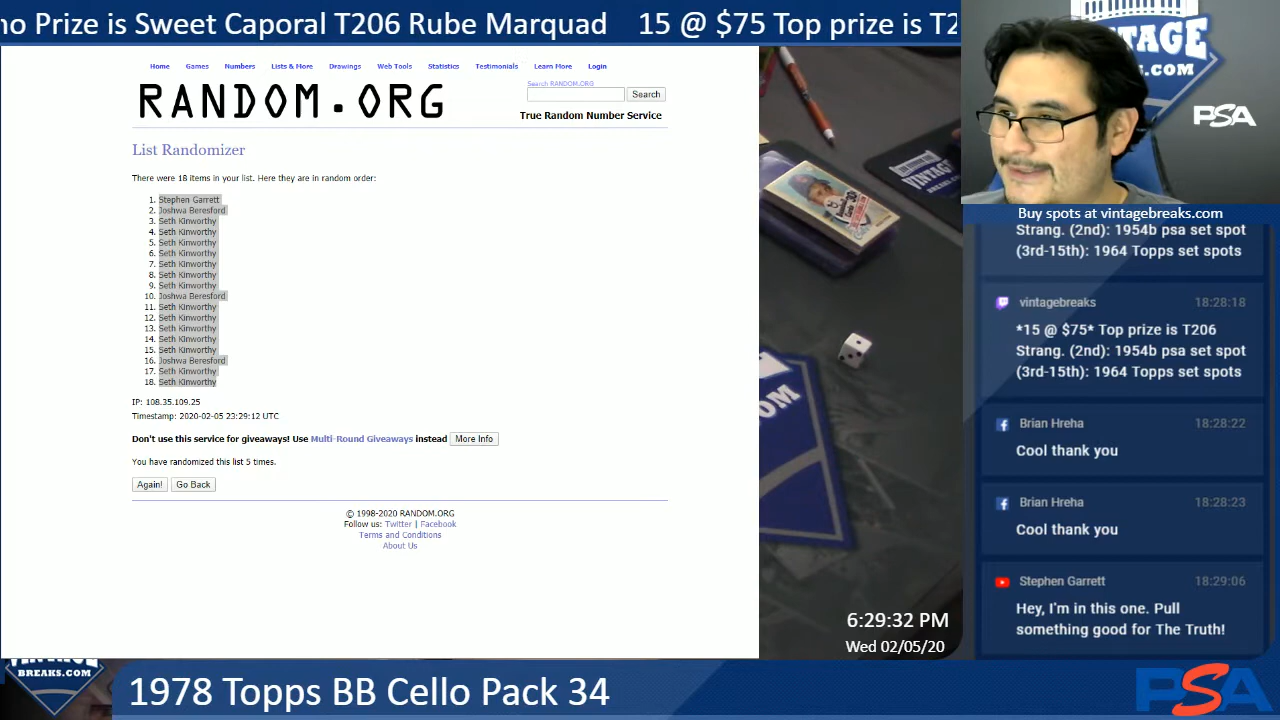 no Prize is Sweet Caporal T206 Rube Marquad 15 @ $75 Top prize is T2
Home Games Numbers Lists & More Drawings Web Tools Statistics Testimonials Learn More Login
RANDOM.ORG
Search RANDOM.ORG
Search
True Random Number Service
List Randomizer
There were 18 items in your list. Here they are in random order:
1. Stephen Garrett
2. Joshwa Beresford
3. Seth Kinworthy
4. Seth Kinworthy
5. Seth Kinworthy
6. Seth Kinworthy
7. Seth Kinworthy
8. Seth Kinworthy
9. Seth Kinworthy
10. Joshwa Beresford
11. Seth Kinworthy
12. Seth Kinworthy
13. Seth Kinworthy
14. Seth Kinworthy
15. Seth Kinworthy
16. Joshwa Beresford
17. Seth Kinworthy
18. Seth Kinworthy
IP: 108.35.109.25
Timestamp: 2020-02-05 23:29:12 UTC
Don't use this service for giveaways! Use Multi-Round Giveaways instead More Info
You have randomized this list 5 times.
Again! Go Back
© 1998-2020 RANDOM.ORG
Follow us: Twitter | Facebook
Terms and Conditions
About Us
VINTAGE
PSA
Buy spots at vintagebreaks.com
Strang. (2nd): 1954b psa set spot
(3rd-15th): 1964 Topps set spots
vintagebreaks 18:28:18
*15 @ $75* Top prize is T206
Strang. (2nd): 1954b psa set spot
(3rd-15th): 1964 Topps set spots
Brian Hreha 18:28:22
Cool thank you
Brian Hreha 18:28:23
Cool thank you
Stephen Garrett 18:29:06
Hey, I'm in this one. Pull
something good for The Truth!
6:29:32 PM
Wed 02/05/20
VINTAGE
BREAKS.COM
1978 Topps BB Cello Pack 34
PSA